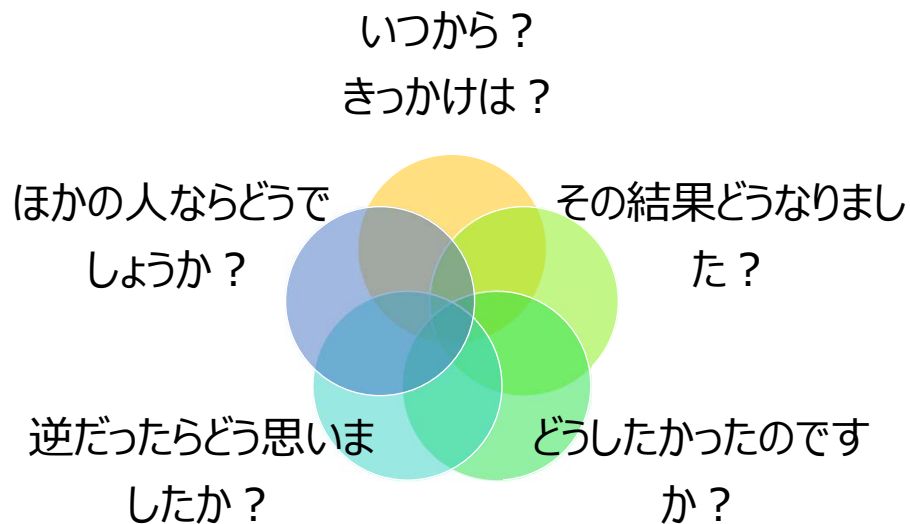 いつから？
きっかけは？
ほかの人ならどうで
しょうか？
その結果どうなりまし
た？
逆だったらどう思いま
したか？
どうしたかったのです
か？